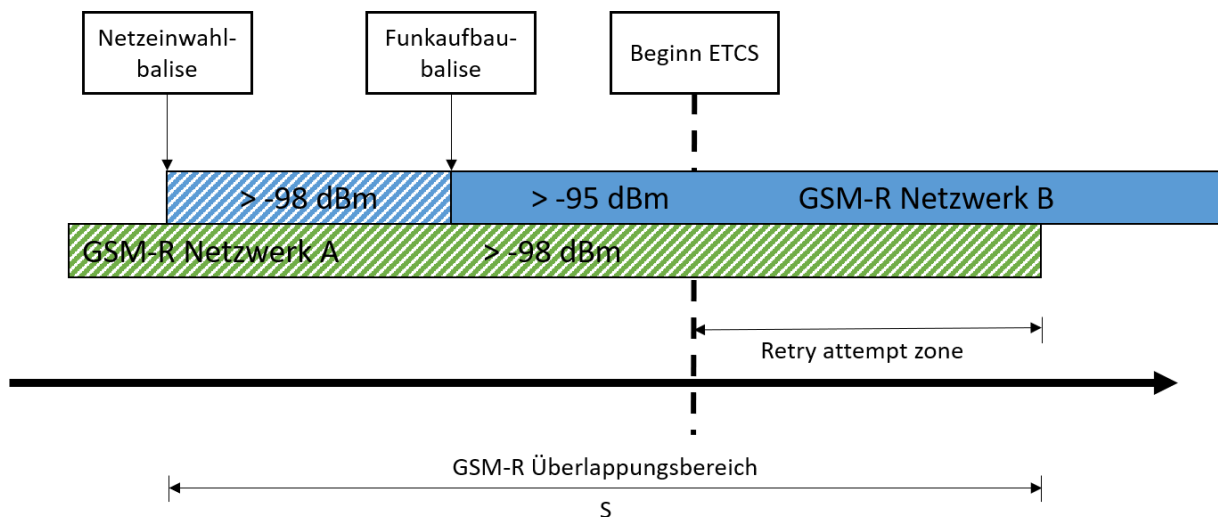 Netzeinwahl-
balise
Funkaufbau-
balise
Beginn ETCS
> -98 dBm
> -95 dBm
GSM-R Netzwerk B
GSM-R Netzwerk A
> -98 dBm
Retry attempt zone
GSM-R Überlappungsbereich
S